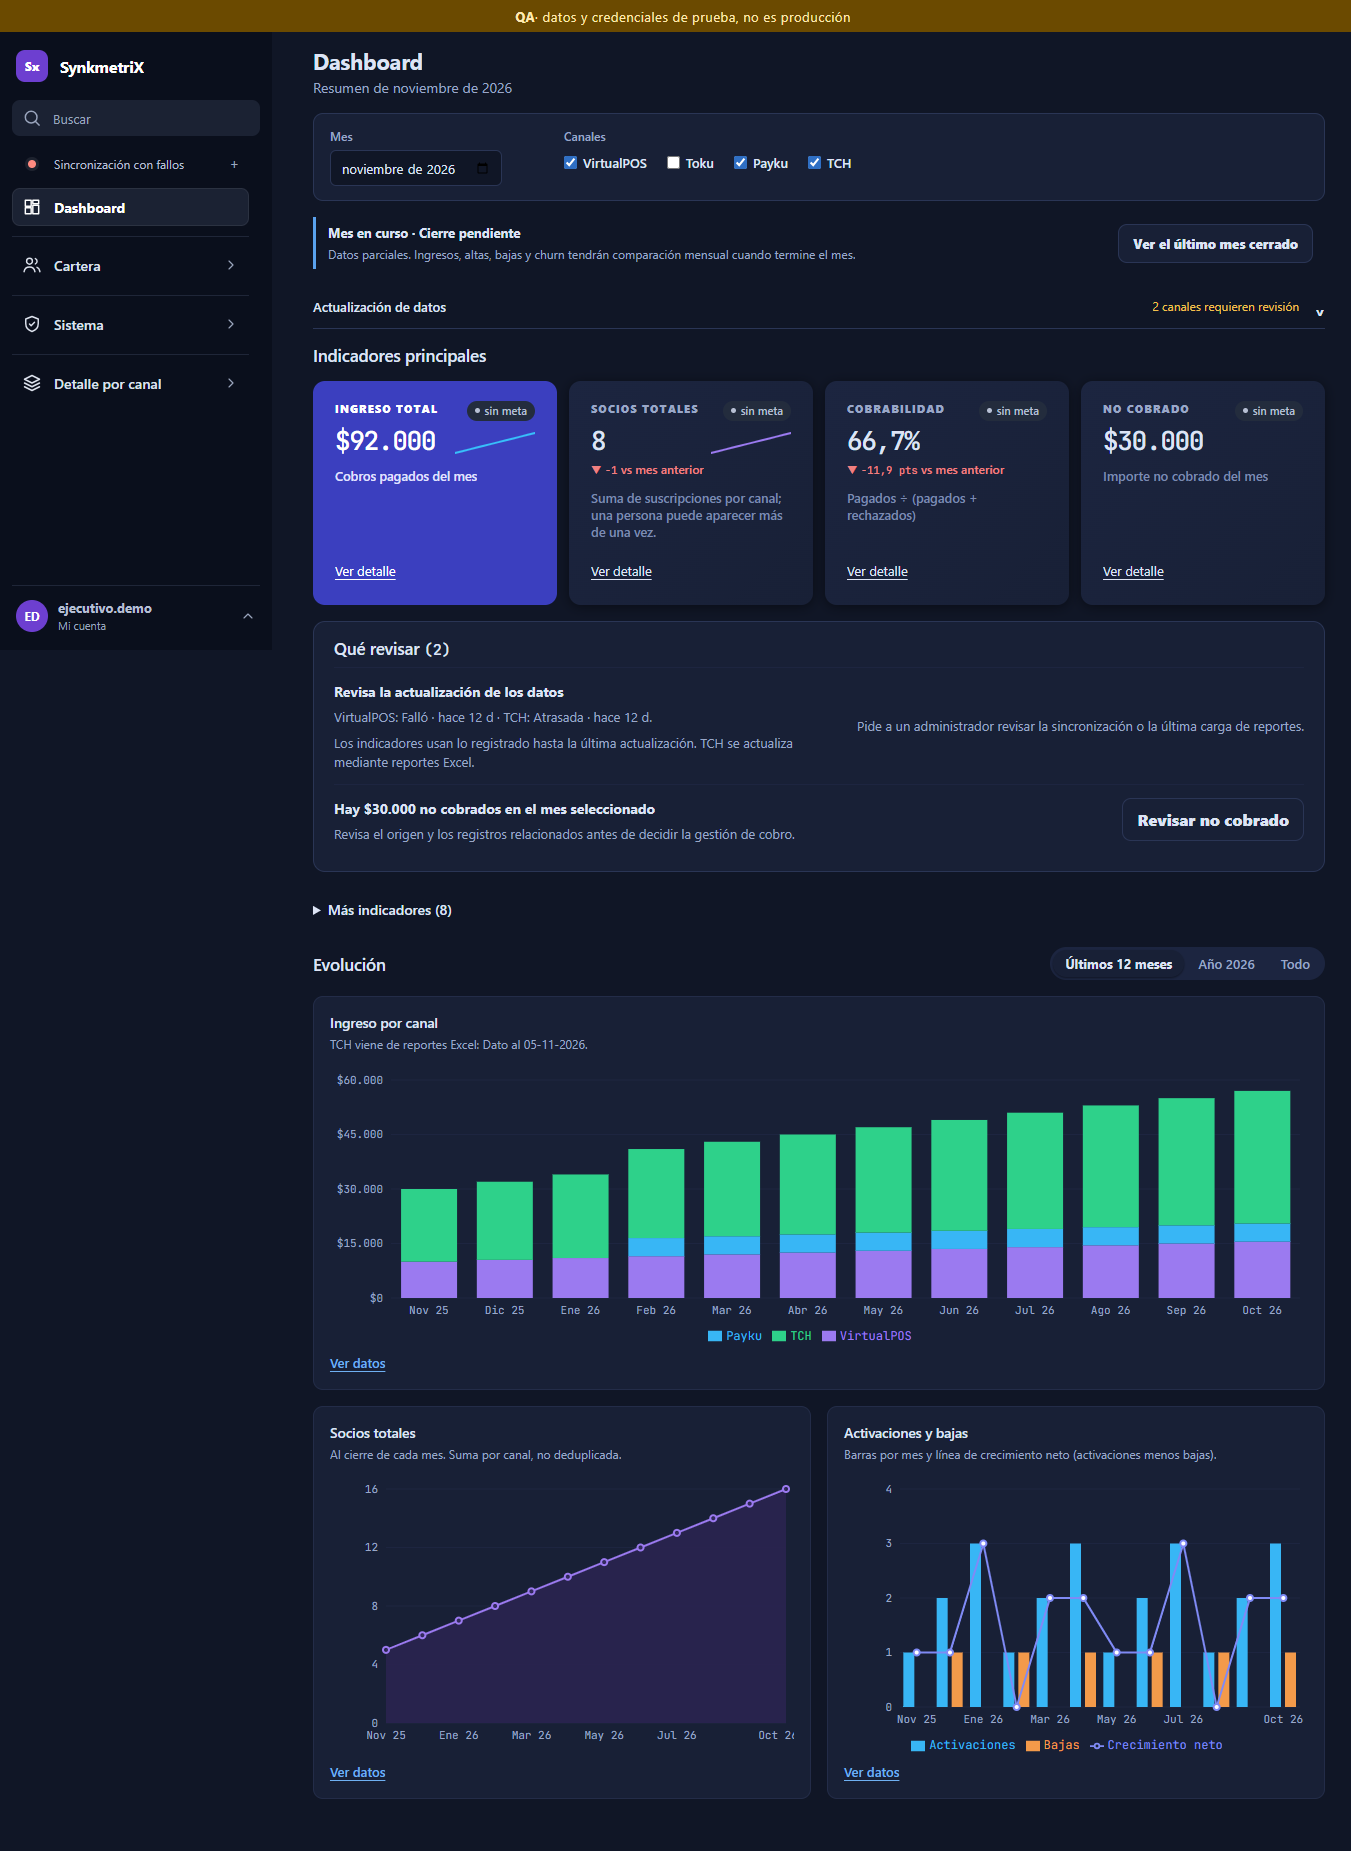 QA· datos y credenciales de prueba, no es producción
Sx SynkmetriX
Buscar
Sincronización con fallos +
Dashboard
Cartera
Sistema
Detalle por canal
ED ejecutivo.demo
Mi cuenta
Dashboard
Resumen de noviembre de 2026
Mes
noviembre de 2026
Canales
VirtualPOS Toku Payku TCH
Mes en curso · Cierre pendiente
Datos parciales. Ingresos, altas, bajas y churn tendrán comparación mensual cuando termine el mes.
Ver el último mes cerrado
Actualización de datos
2 canales requieren revisión v
Indicadores principales
INGRESO TOTAL
sin meta
$92.000
Cobros pagados del mes
Ver detalle
SOCIOS TOTALES
sin meta
8
▼ -1 vs mes anterior
Suma de suscripciones por canal;
una persona puede aparecer más
de una vez.
Ver detalle
COBRABILIDAD
sin meta
66,7%
▼ -11,9 pts vs mes anterior
Pagados ÷ (pagados +
rechazados)
Ver detalle
NO COBRADO
sin meta
$30.000
Importe no cobrado del mes
Ver detalle
Qué revisar (2)
Revisa la actualización de los datos
VirtualPOS: Falló · hace 12 d · TCH: Atrasada · hace 12 d.
Los indicadores usan lo registrado hasta la última actualización. TCH se actualiza
mediante reportes Excel.
Pide a un administrador revisar la sincronización o la última carga de reportes.
Hay $30.000 no cobrados en el mes seleccionado
Revisa el origen y los registros relacionados antes de decidir la gestión de cobro.
Revisar no cobrado
▶ Más indicadores (8)
Evolución
Últimos 12 meses Año 2026 Todo
Ingreso por canal
TCH viene de reportes Excel: Dato al 05-11-2026.
$60.000
$45.000
$30.000
$15.000
$0
Nov 25 Dic 25 Ene 26 Feb 26 Mar 26 Abr 26 May 26 Jun 26 Jul 26 Ago 26 Sep 26 Oct 26
Payku TCH VirtualPOS
Ver datos
Socios totales
Al cierre de cada mes. Suma por canal, no deduplicada.
16
12
8
4
0
Nov 25 Ene 26 Mar 26 May 26 Jul 26 Oct 26
Ver datos
Activaciones y bajas
Barras por mes y línea de crecimiento neto (activaciones menos bajas).
4
3
2
1
0
Nov 25 Ene 26 Mar 26 May 26 Jul 26 Oct 26
Activaciones Bajas Crecimiento neto
Ver datos